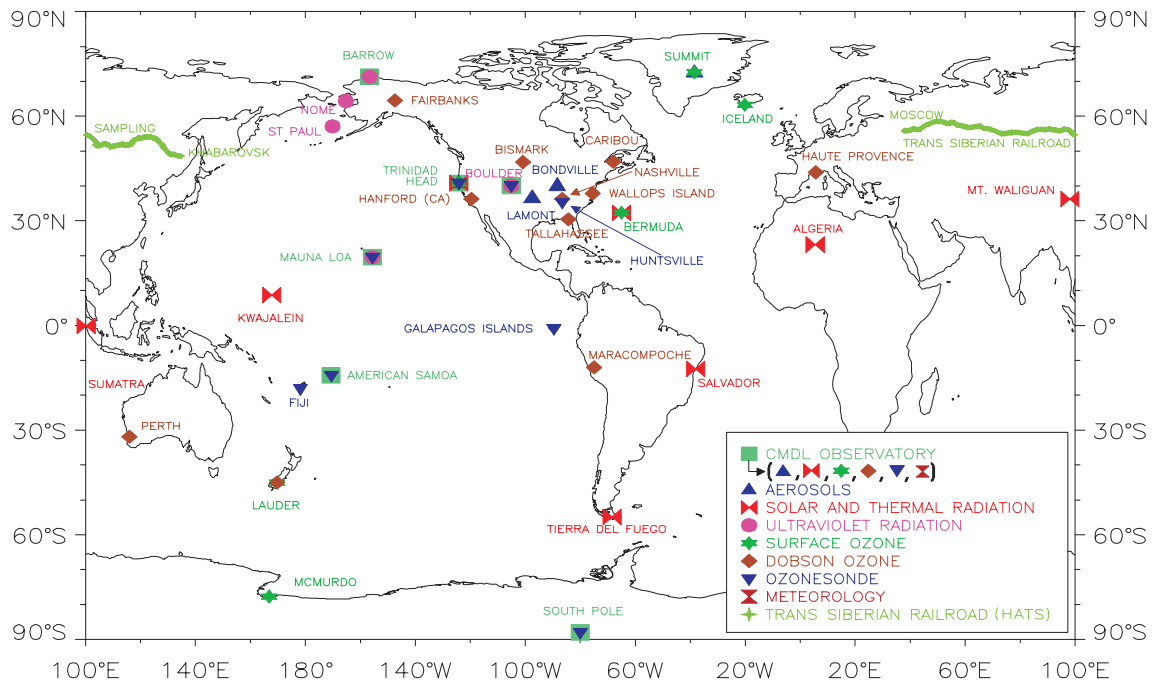 90°N
90°N
SUMMIT
BARROW
60°N
60°N
FAIRBANKS
NOME
ICELAND
MOSCOW
SAMPLING
ST PAUL
CARIBOU
TRANS SIBERIAN RAILROAD
KHABAROVSK
BISMARK
HAUTE PROVENCE
BONDVILLE
NASHVILLE
TRINIDAD
HEAD
BOULDER
WALLOPS ISLAND
MT. WALIGUAN
HANFORD (CA)
30°N
30°N
LAMONT
BERMUDA
ALGERIA
TALLAHASSEE
MAUNA LOA
HUNTSVILLE
KWAJALEIN
0°
0°
GALAPAGOS ISLANDS
MARACOMPOCHE
AMERICAN SAMOA
SUMATRA
SALVADOR
FIJI
PERTH
30°S
30°S
CMDL OBSERVATORY
( , , , , , )
AEROSOLS
LAUDER
SOLAR AND THERMAL RADIATION
TIERRA DEL FUEGO
ULTRAVIOLET RADIATION
60°S
60°S
SURFACE OZONE
DOBSON OZONE
MCMURDO
OZONESONDE
METEOROLOGY
SOUTH POLE
TRANS SIBERIAN RAILROAD (HATS)
90°S
90°S
100°E
140°E
180°
140°W
100°W
60°W
20°W
20°E
60°E
100°E